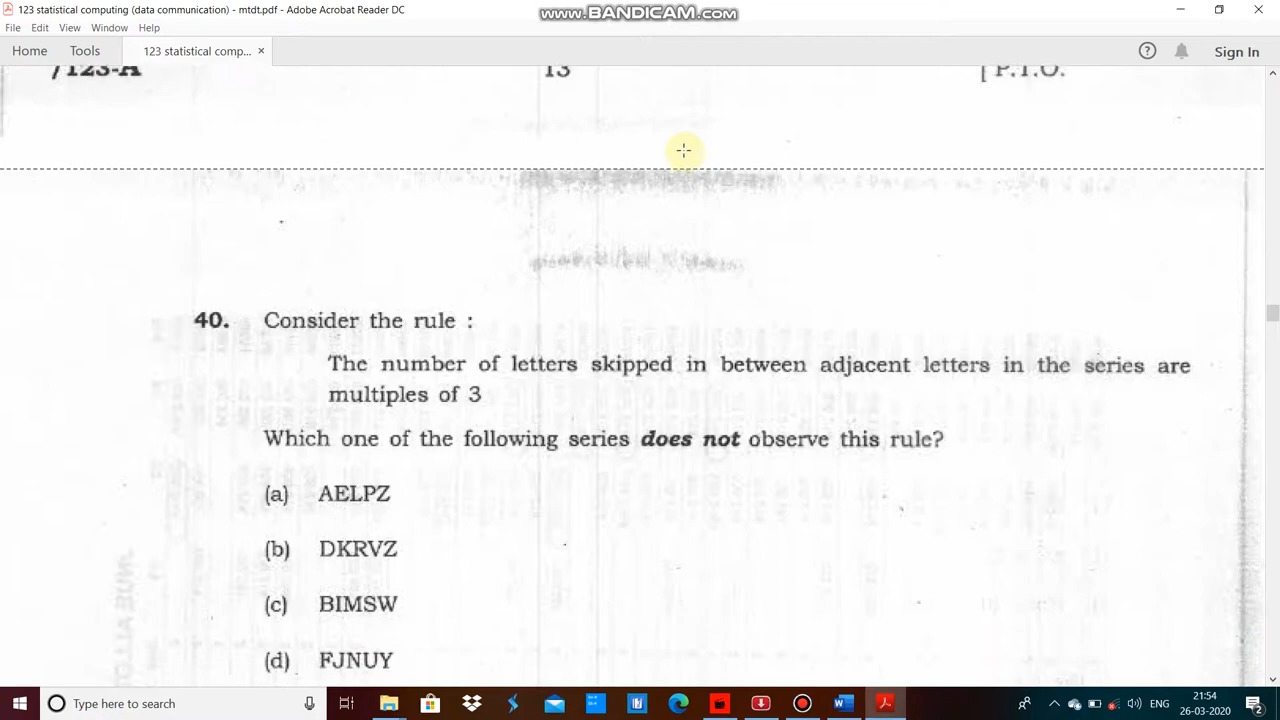 123 statistical computing (data communication) - mtdt.pdf - Adobe Acrobat Reader DC
www.BANDICAM.com
File Edit View Window Help
Home Tools 123 statistical comp... × Sign In
/123-A 13 [ P.T.O.
40. Consider the rule :
The number of letters skipped in between adjacent letters in the series are
multiples of 3
Which one of the following series does not observe this rule?
(a) AELPZ
(b) DKRVZ
(c) BIMSW
(d) FJNUY
Type here to search
ENG
21:54
26-03-2020
2